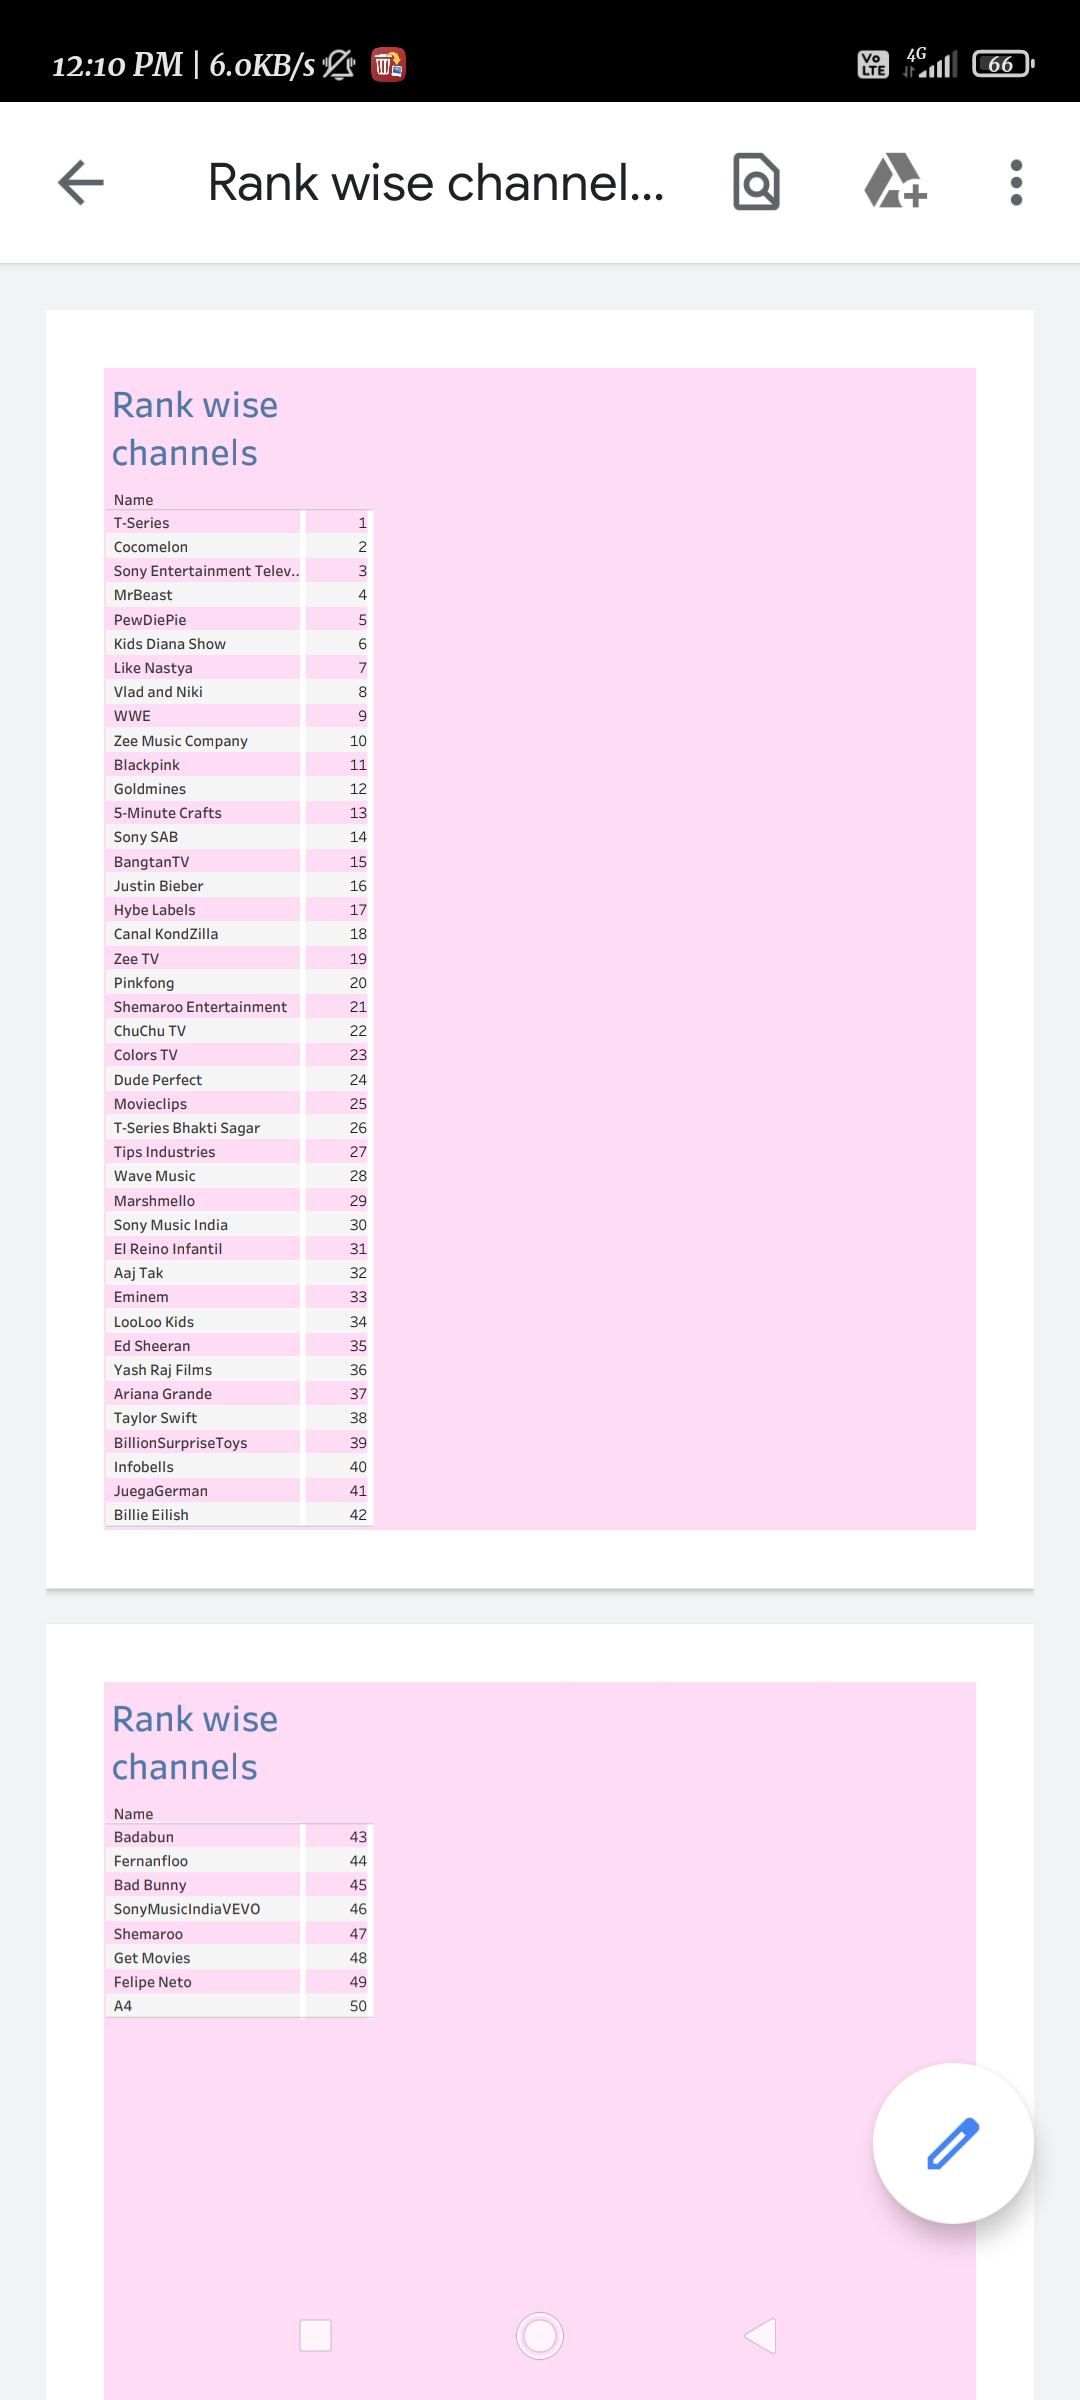 12:10 PM | 6.0KB/s
Vo LTE
4G
66
Rank wise channel...
Rank wise
channels
Name
T-Series 1
Cocomelon 2
Sony Entertainment Telev.. 3
MrBeast 4
PewDiePie 5
Kids Diana Show 6
Like Nastya 7
Vlad and Niki 8
WWE 9
Zee Music Company 10
Blackpink 11
Goldmines 12
5-Minute Crafts 13
Sony SAB 14
BangtanTV 15
Justin Bieber 16
Hybe Labels 17
Canal KondZilla 18
Zee TV 19
Pinkfong 20
Shemaroo Entertainment 21
ChuChu TV 22
Colors TV 23
Dude Perfect 24
Movieclips 25
T-Series Bhakti Sagar 26
Tips Industries 27
Wave Music 28
Marshmello 29
Sony Music India 30
El Reino Infantil 31
Aaj Tak 32
Eminem 33
LooLoo Kids 34
Ed Sheeran 35
Yash Raj Films 36
Ariana Grande 37
Taylor Swift 38
BillionSurpriseToys 39
Infobells 40
JuegaGerman 41
Billie Eilish 42
Rank wise
channels
Name
Badabun 43
Fernanfloo 44
Bad Bunny 45
SonyMusicIndiaVEVO 46
Shemaroo 47
Get Movies 48
Felipe Neto 49
A4 50